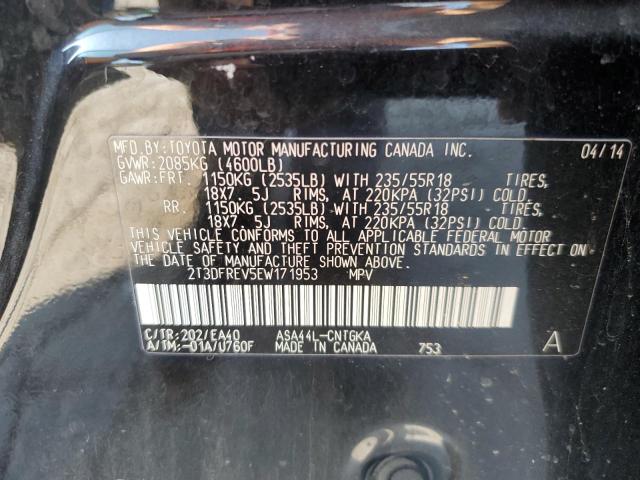 MFD.BY:TOYOTA MOTOR MANUFACTURING CANADA INC. 04/14
GVWR:2085KG (4600LB)
GAWR:FRT. 1150KG (2535LB) WITH 235/55R18 TIRES,
18X7.5J RIMS, AT 220KPA (32PSI) COLD.
RR. 1150KG (2535LB) WITH 235/55R18 - TIRES,
18X7.5J RIMS, AT 220KPA (32PSI) COLD.
THIS VEHICLE CONFORMS TO ALL APPLICABLE FEDERAL MOTOR
VEHICLE SAFETY AND THEFT PREVENTION STANDARDS IN EFFECT ON
THE DATE OF MANUFACTURE SHOWN ABOVE.
2T3DFREV5EW171953 MPV
C/TR:202/EA40 ASA44L-CNTGKA
A/TM:-01A/U760F MADE IN CANADA 753 A